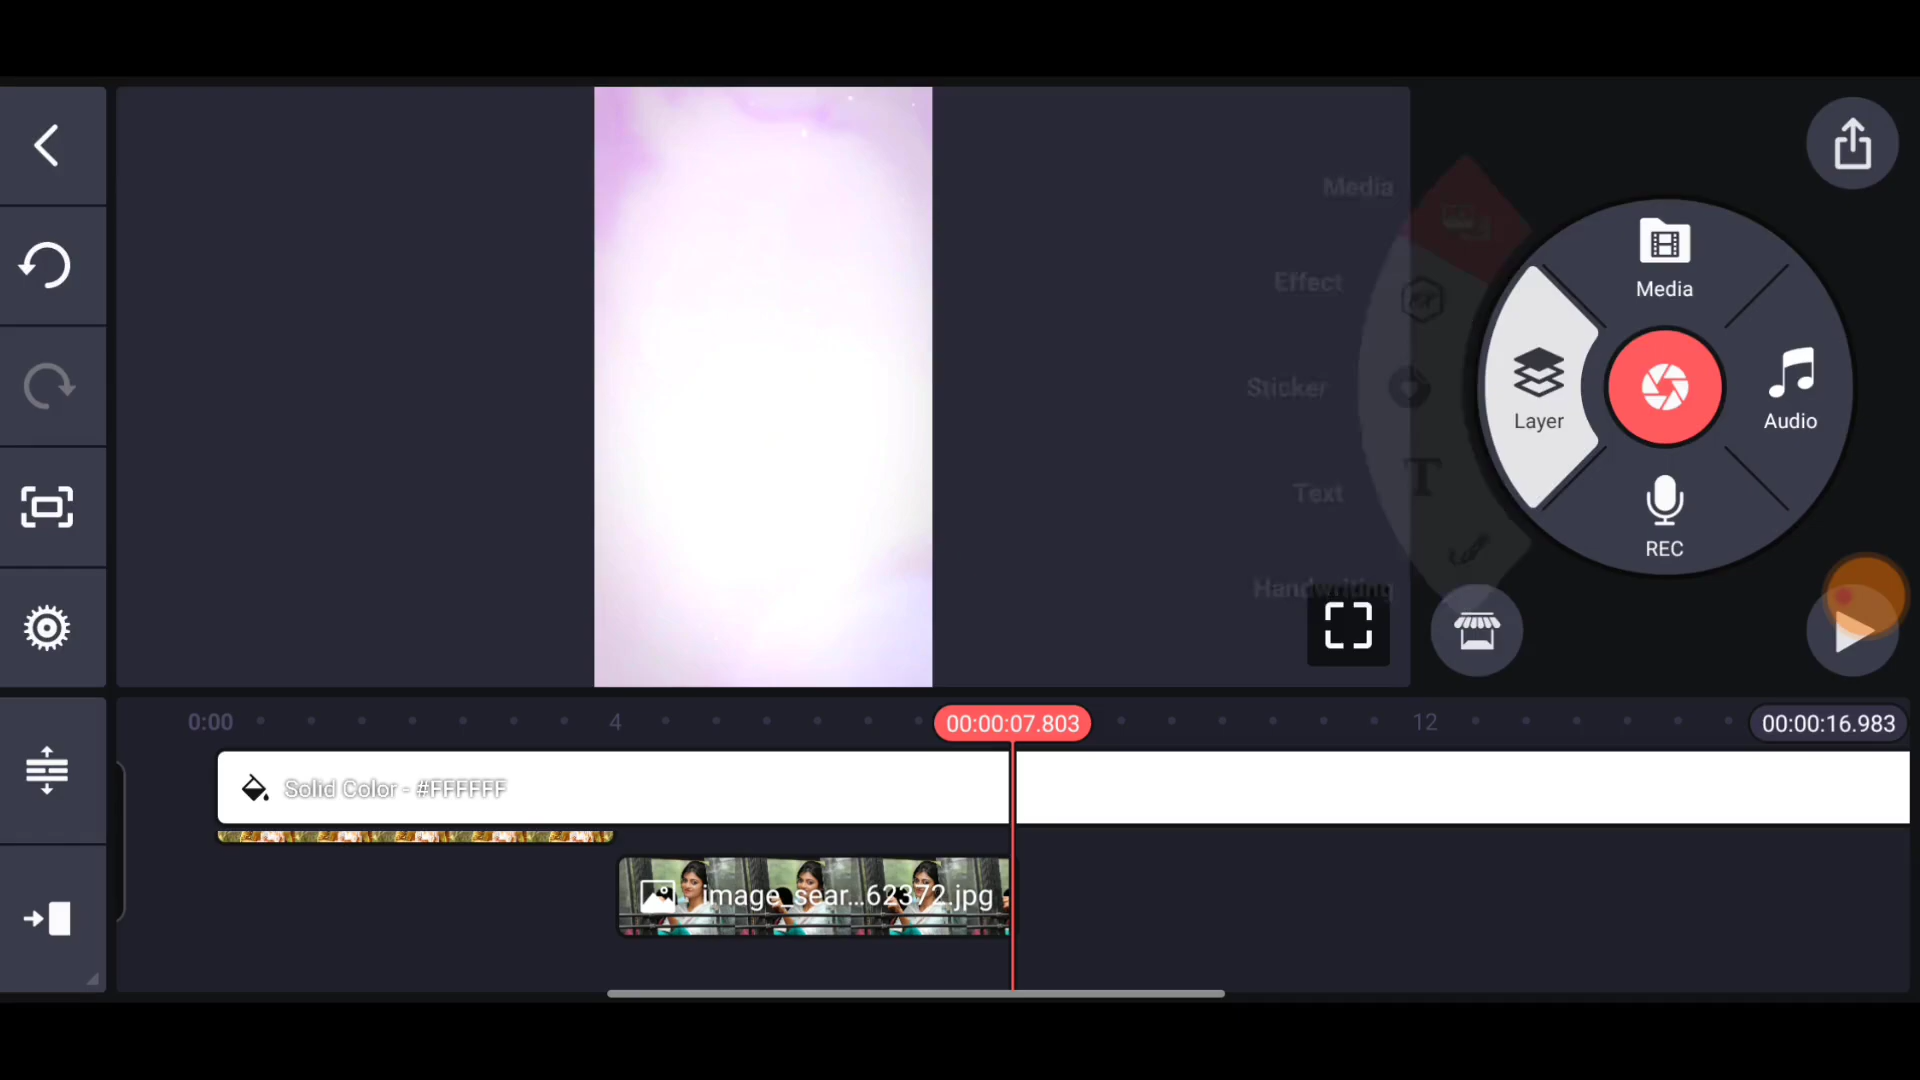 Media
Effect
Sticker
Text
Handwriting
Media
Layer
Audio
REC
0:00
4
00:00:07.803
12
00:00:16.983
Solid Color - #FFFFFF
image_sear...62372.jpg